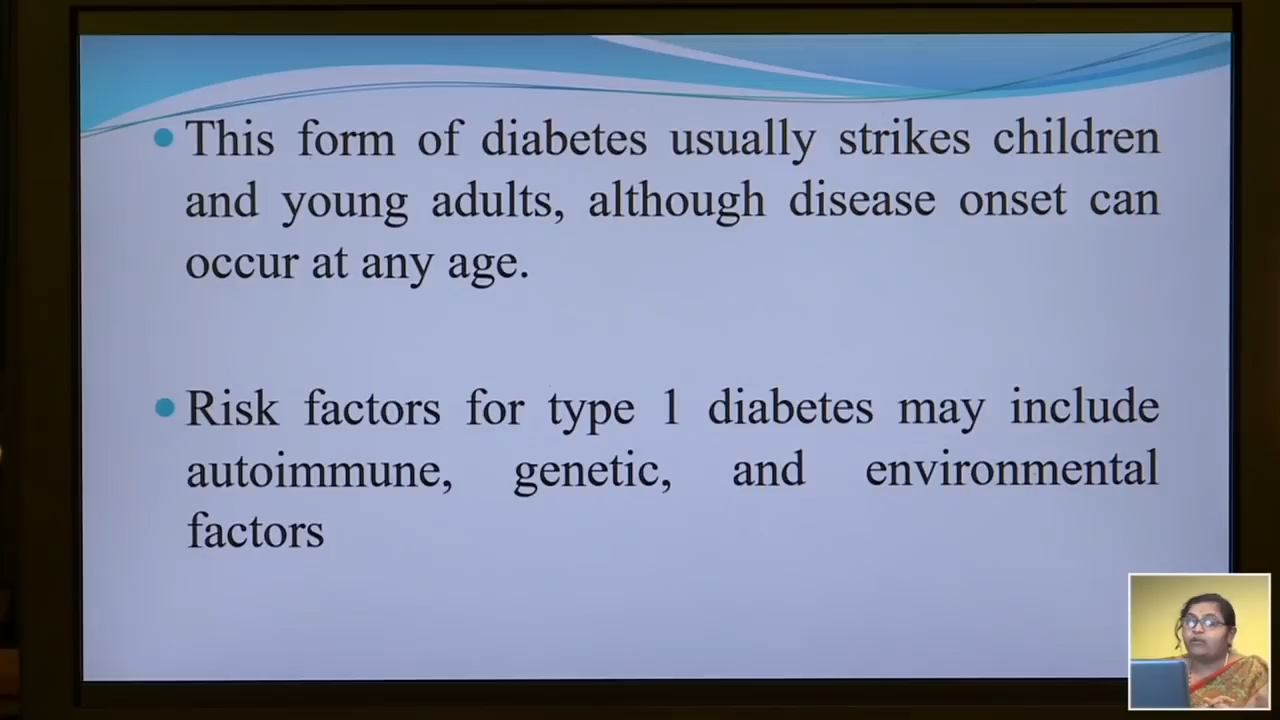 This form of diabetes usually strikes children
and young adults, although disease onset can
occur at any age.
Risk factors for type 1 diabetes may include
autoimmune, genetic, and environmental
factors